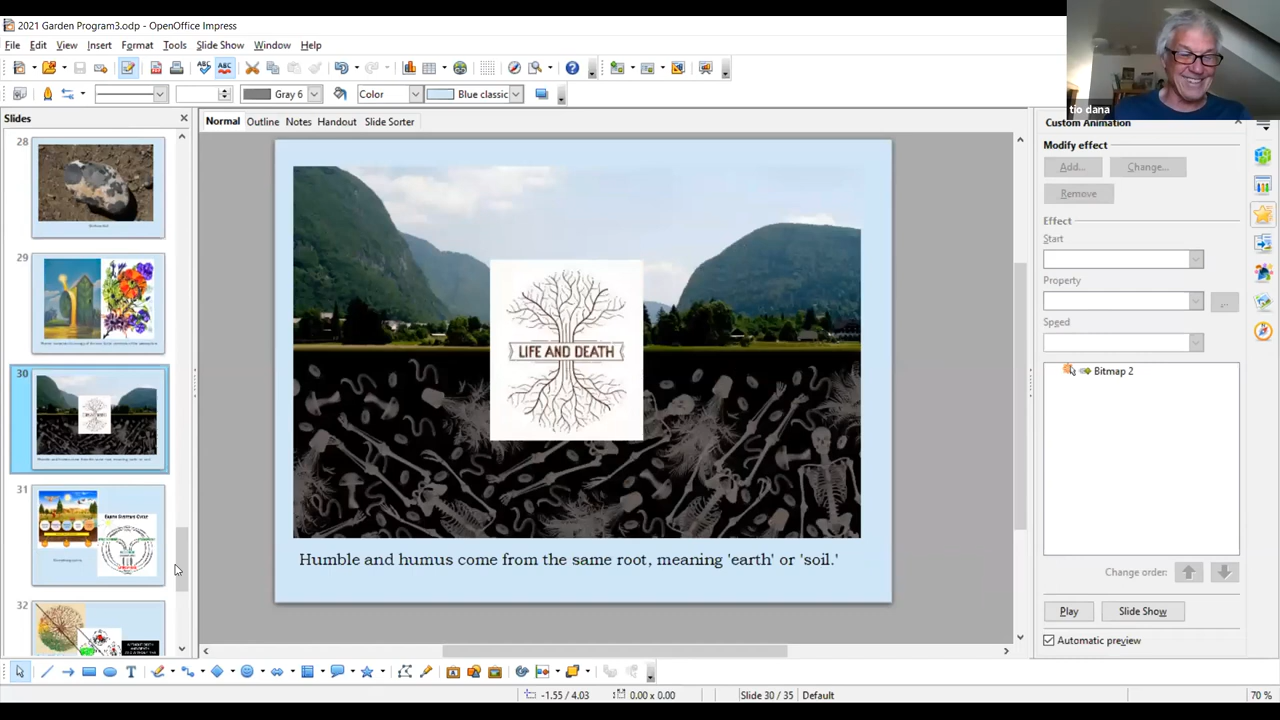 2021 Garden Program3.odp - OpenOffice Impress
File Edit View Insert Format Tools Slide Show Window Help
Gray 6 Color Blue classic
tio dana
Slides
Normal Outline Notes Handout Slide Sorter
Custom Animation
Modify effect
Add... Change...
Remove
Effect
Start
Property
...
Speed
Bitmap 2
Change order:
Play Slide Show
Automatic preview
28
29
30
31
32
LIFE AND DEATH
Humble and humus come from the same root, meaning 'earth' or 'soil.'
-1.55 / 4.03 0.00 x 0.00 Slide 30 / 35 Default 70 %